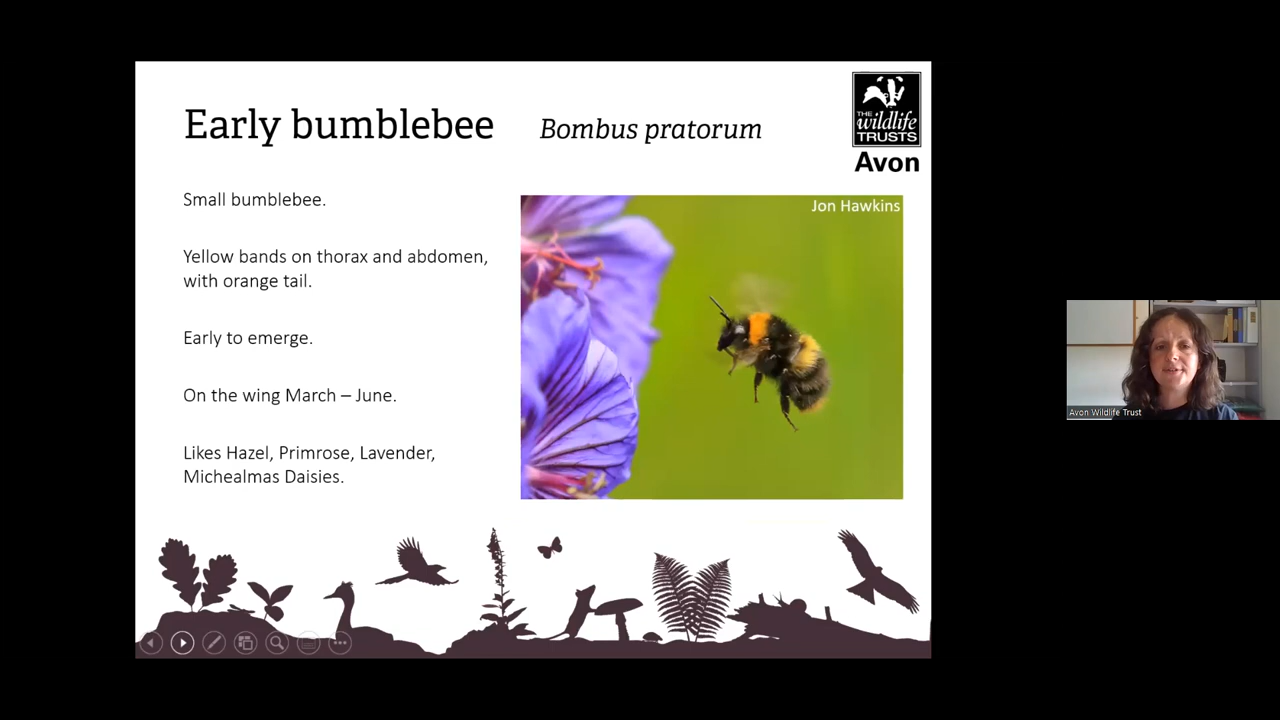 Early bumblebee
Bombus pratorum
THE
wildlife
TRUSTS
Avon
Small bumblebee.
Yellow bands on thorax and abdomen,
with orange tail.
Early to emerge.
On the wing March – June.
Likes Hazel, Primrose, Lavender,
Michealmas Daisies.
Jon Hawkins
Avon Wildlife Trust